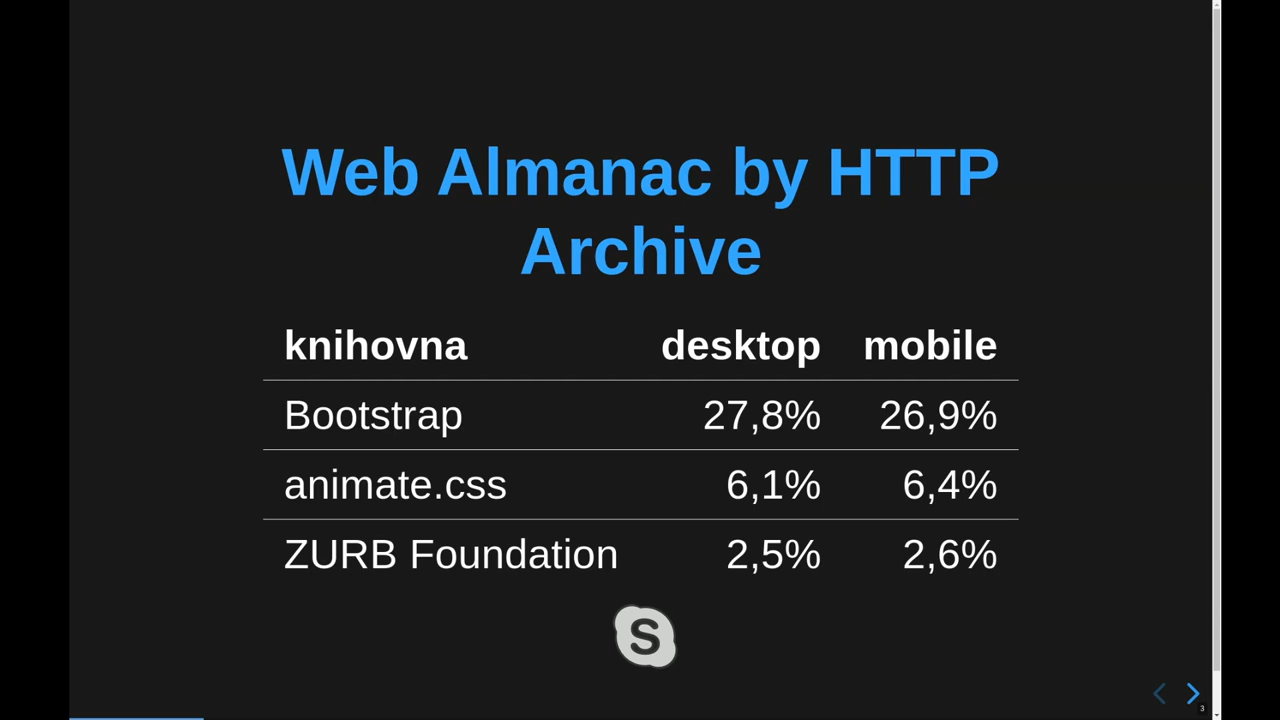 Web Almanac by HTTP
Archive
knihovna desktop mobile
Bootstrap 27,8% 26,9%
animate.css 6,1% 6,4%
ZURB Foundation 2,5% 2,6%
S
3